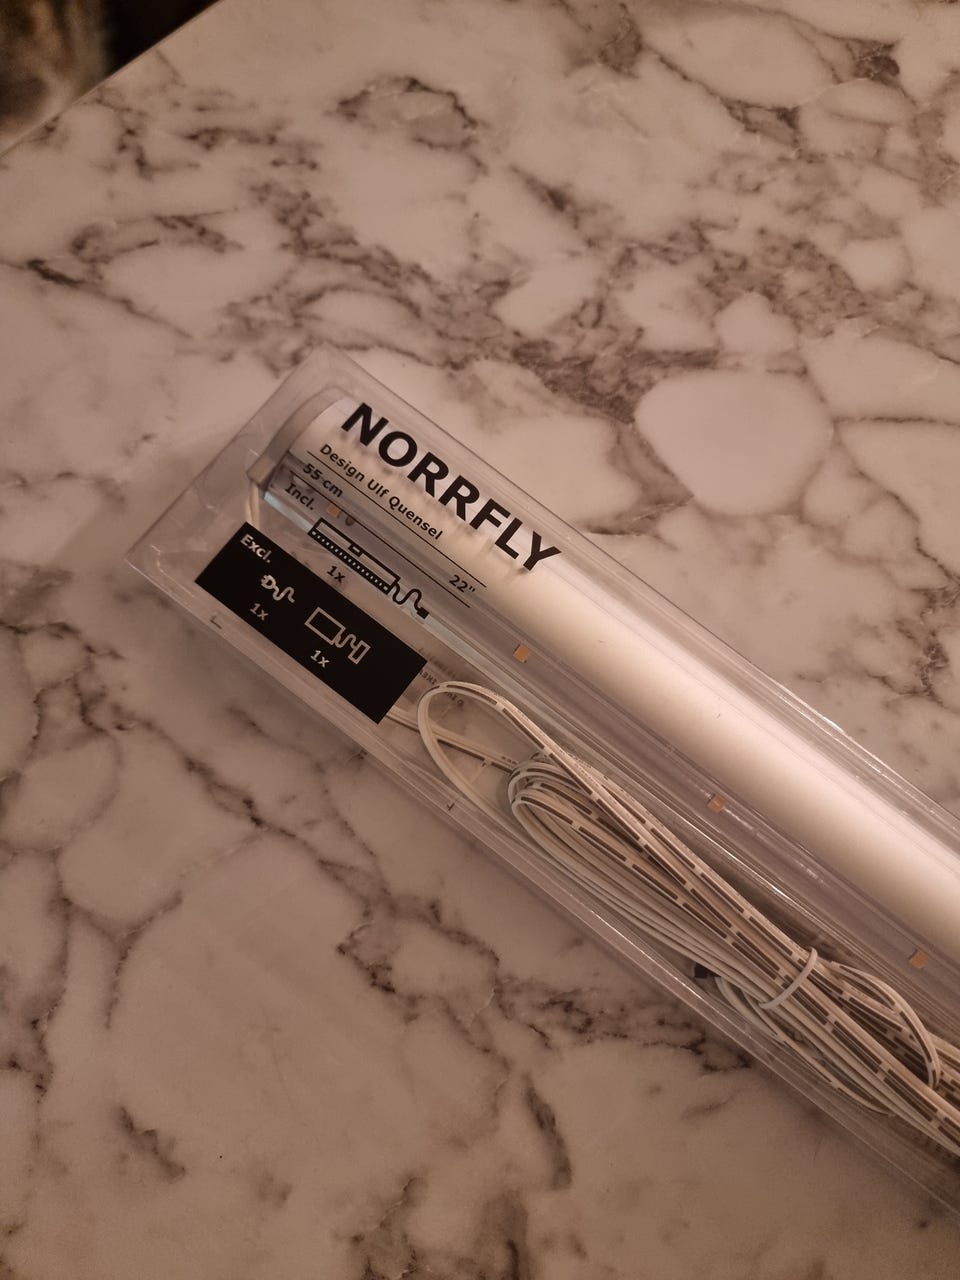 NORRFLY
Design Ulf Quensel
55 cm 22"
Incl.
1x
Excl.
1x
1x